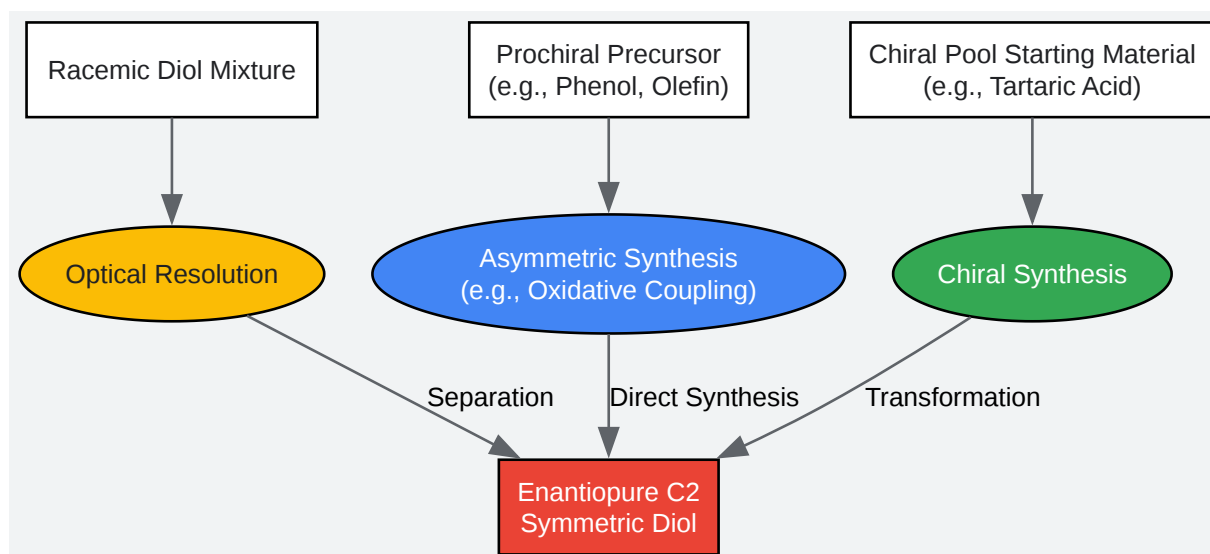 Racemic Diol Mixture
Prochiral Precursor
(e.g., Phenol, Olefin)
Chiral Pool Starting Material
(e.g., Tartaric Acid)
Optical Resolution
Asymmetric Synthesis
(e.g., Oxidative Coupling)
Chiral Synthesis
Separation
Direct Synthesis
Transformation
Enantiopure C2
Symmetric Diol